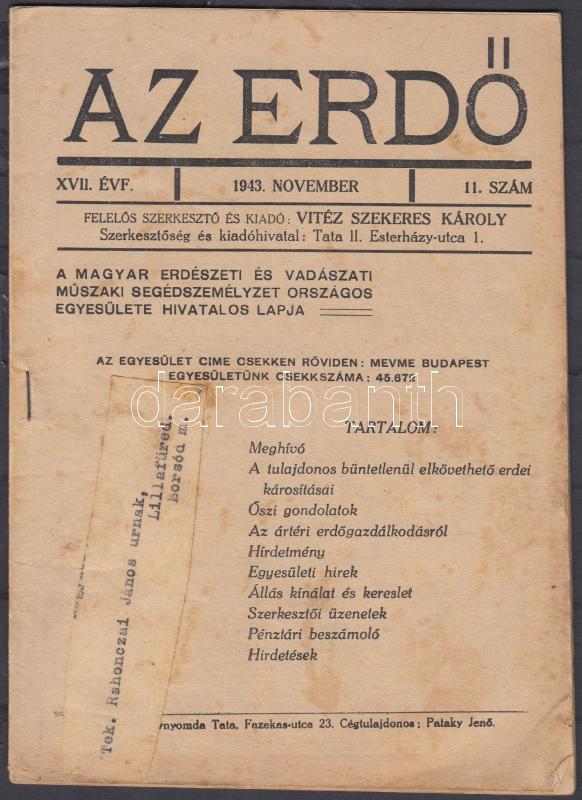 AZ ERDŐ
XVII. ÉVF. 1943. NOVEMBER 11. SZÁM
FELELŐS SZERKESZTŐ ÉS KIADÓ: VITÉZ SZEKERES KÁROLY
Szerkesztőség és kiadóhivatal: Tata II. Esterházy-utca 1.
A MAGYAR ERDÉSZETI ÉS VADÁSZATI
MŰSZAKI SEGÉDSZEMÉLYZET ORSZÁGOS
EGYESÜLETE HIVATALOS LAPJA
AZ EGYESÜLET CIME CSEKKEN RÖVIDEN: MEVME BUDAPEST
EGYESÜLETÜNK CSEKKSZÁMA: 45.672
darabanth
TARTALOM:
Meghívó
A tulajdonos büntetlenül elkövethető erdei
károsításai
Őszi gondolatok
Az ártéri erdőgazdálkodásról
Hírdetmény
Egyesületi hirek
Állás kínálat és kereslet
Szerkesztői üzenetek
Pénztári beszámoló
Hirdetések
Tek. Rahonczai János urnak,
Lillafüred.
Borsód m.
nyomda Tata, Fazekas-utca 23. Cégtulajdonos: Pataky Jenő.